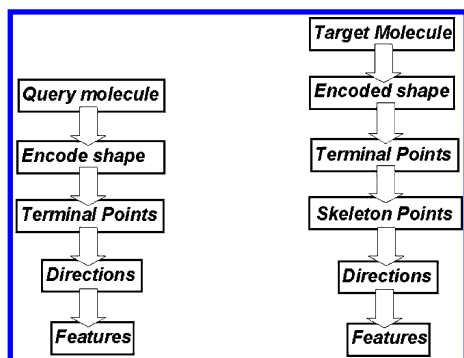 Query molecule
Encode shape
Terminal Points
Directions
Features
Target Molecule
Encoded shape
Terminal Points
Skeleton Points
Directions
Features